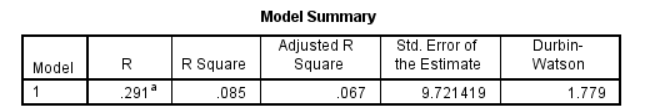 Model Summary
Model R R Square Adjusted R Square Std. Error of the Estimate Durbin-Watson
1 .291a .085 .067 9.721419 1.779